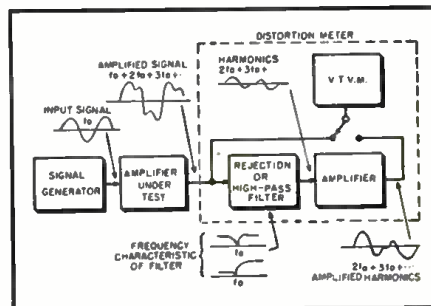 DISTORTION METER
AMPLIFIED SIGNAL
fo + 2fo + 3fo + ··
HARMONICS
2fo + 3fo +
V. T. V. M.
INPUT SIGNAL
fo
SIGNAL
GENERATOR
AMPLIFIER
UNDER
TEST
REJECTION
OR
HIGH-PASS
FILTER
AMPLIFIER
FREQUENCY
CHARACTERISTIC
OF FILTER
fo
fo
2fo + 3fo + ···
AMPLIFIED HARMONICS